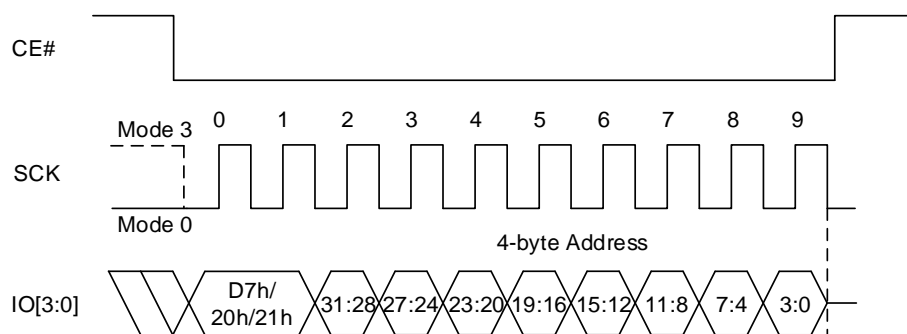 CE#
0 1 2 3 4 5 6 7 8 9
Mode 3
SCK
Mode 0
4-byte Address
IO[3:0]
D7h/
20h/21h
31:28 27:24 23:20 19:16 15:12 11:8 7:4 3:0